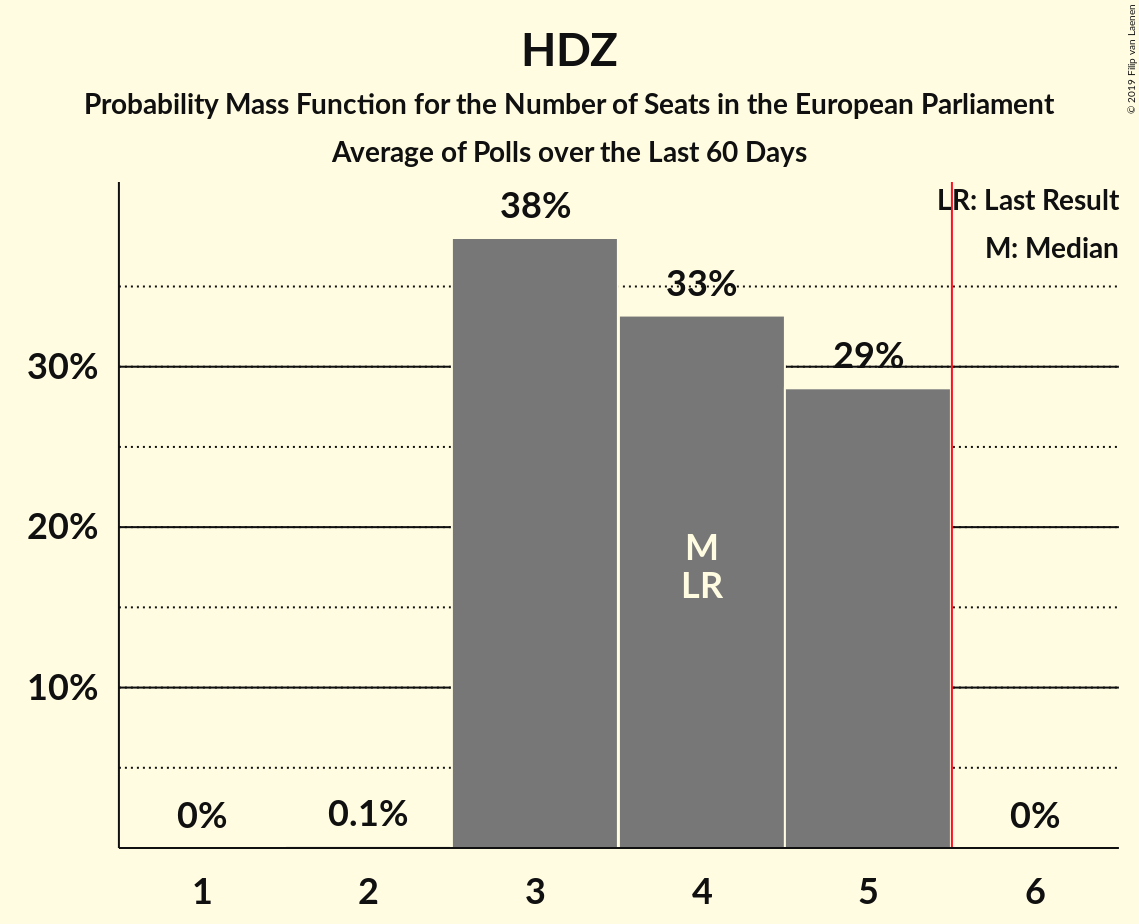 HDZ
Probability Mass Function for the Number of Seats in the European Parliament
Average of Polls over the Last 60 Days
© 2019 Filip van Laenen
LR: Last Result
M: Median
38%
33%
29%
30%
20%
10%
M
LR
0%
0.1%
0%
1
2
3
4
5
6